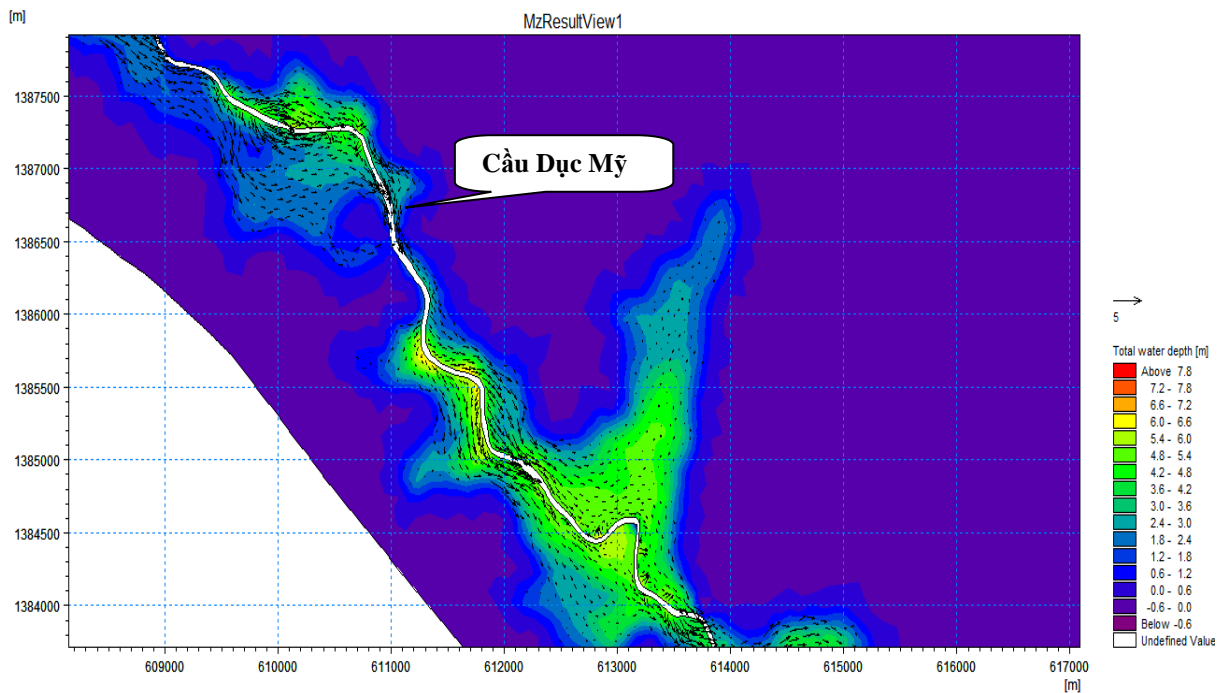 [m]
MzResultView1
1387500
1387000
1386500
1386000
1385500
1385000
1384500
1384000
Cầu Dục Mỹ
609000 610000 611000 612000 613000 614000 615000 616000 617000
[m]
5
Total water depth [m]
Above 7.8
7.2 - 7.8
6.6 - 7.2
6.0 - 6.6
5.4 - 6.0
4.8 - 5.4
4.2 - 4.8
3.6 - 4.2
3.0 - 3.6
2.4 - 3.0
1.8 - 2.4
1.2 - 1.8
0.6 - 1.2
0.0 - 0.6
-0.6 - 0.0
Below -0.6
Undefined Value